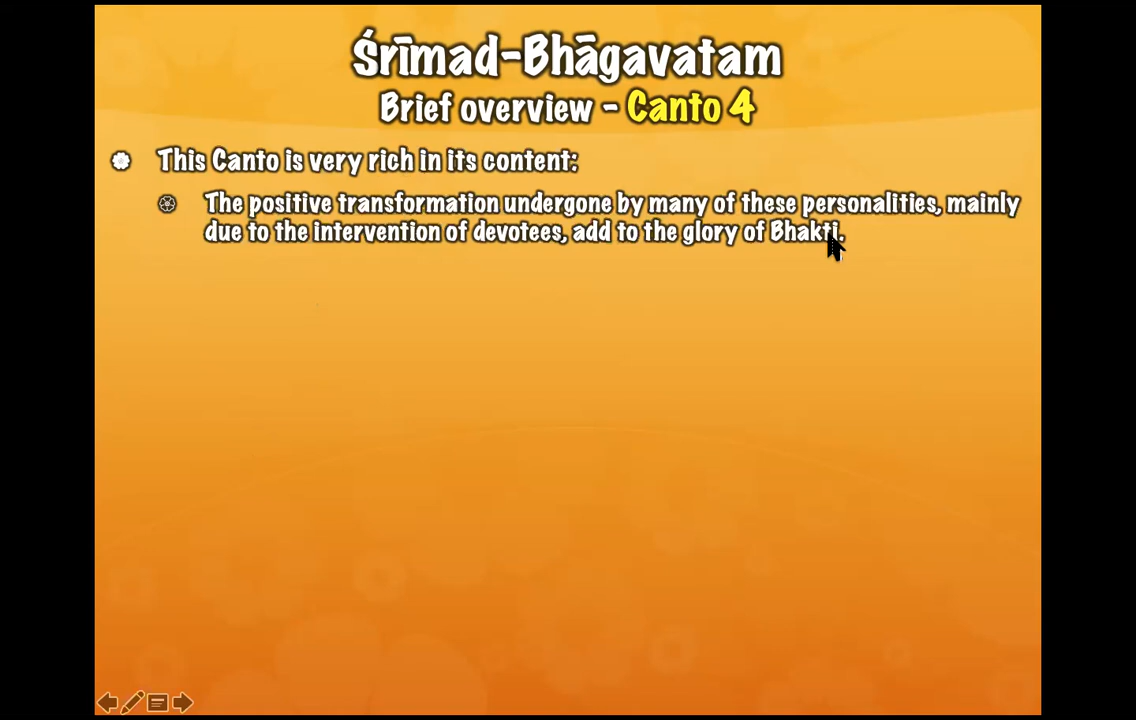 Śrīmad-Bhāgavatam
Brief overview - Canto 4
This Canto is very rich in its content:
The positive transformation undergone by many of these personalities, mainly
due to the intervention of devotees, add to the glory of Bhakti.